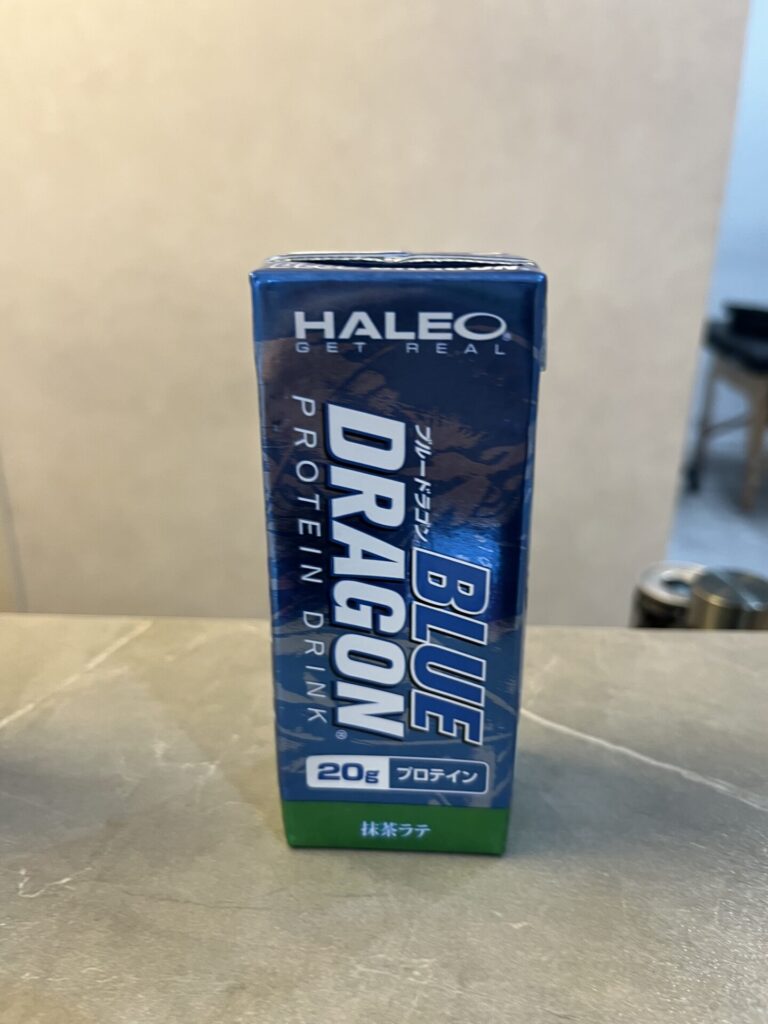 HALEO®
GET REAL
ブルードラゴン
BLUE
DRAGON®
PROTEIN DRINK
20g プロテイン
抹茶ラテ